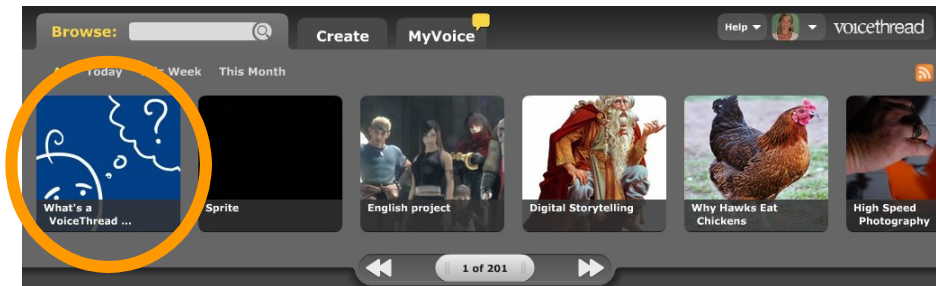 Browse:
Create
MyVoice
Help
voicethread
Today
Week
This Month
What's a
VoiceThread ...
Sprite
English project
Digital Storytelling
Why Hawks Eat
Chickens
High Speed
Photography
1 of 201